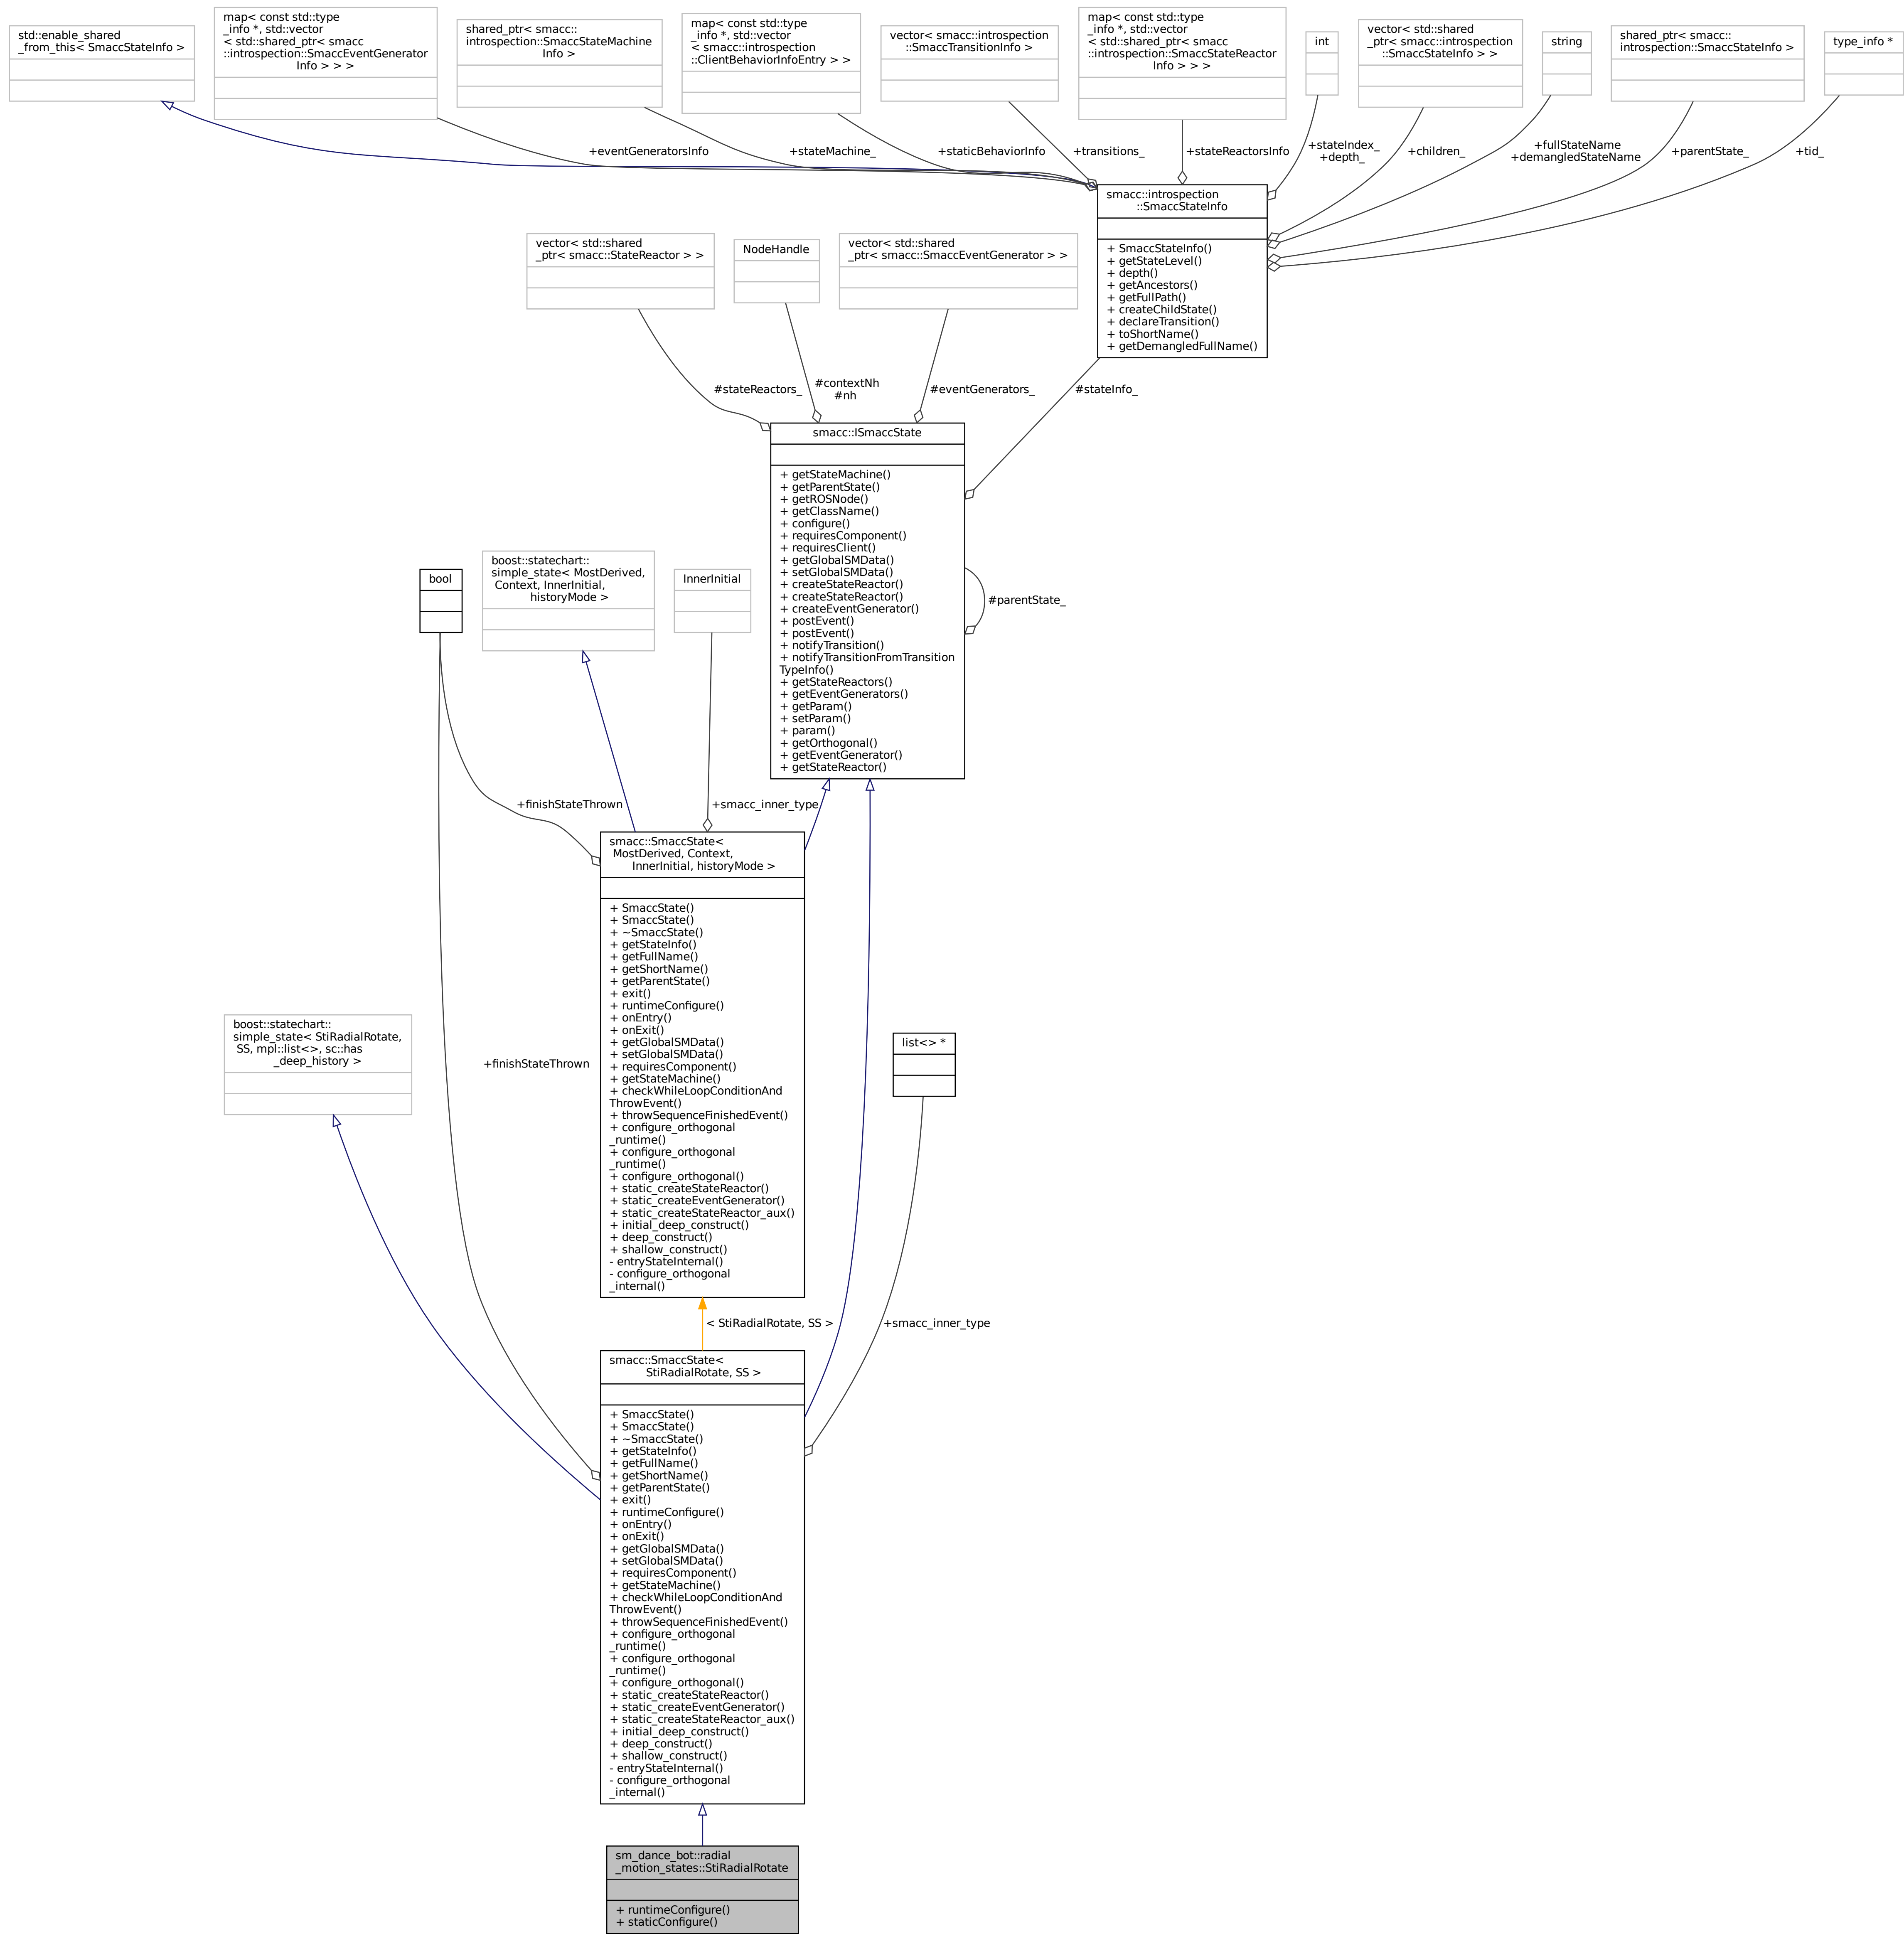 std::enable_shared
_from_this< SmaccStateInfo >
map< const std::type
_info *, std::vector
< std::shared_ptr< smacc
::introspection::SmaccEventGenerator
Info > > >
shared_ptr< smacc::
introspection::SmaccStateMachine
Info >
map< const std::type
_info *, std::vector
< smacc::introspection
::ClientBehaviorInfoEntry > >
vector< smacc::introspection
::SmaccTransitionInfo >
map< const std::type
_info *, std::vector
< std::shared_ptr< smacc
::introspection::SmaccStateReactor
Info > > >
int
vector< std::shared
_ptr< smacc::introspection
::SmaccStateInfo > >
string
shared_ptr< smacc::
introspection::SmaccStateInfo >
type_info *
+eventGeneratorsInfo
+stateMachine_
+staticBehaviorInfo
+transitions_
+stateReactorsInfo
+stateIndex_
+depth_
+children_
+fullStateName
+demangledStateName
+parentState_
+tid_
smacc::introspection
::SmaccStateInfo
+ SmaccStateInfo()
+ getStateLevel()
+ depth()
+ getAncestors()
+ getFullPath()
+ createChildState()
+ declareTransition()
+ toShortName()
+ getDemangledFullName()
vector< std::shared
_ptr< smacc::StateReactor > >
NodeHandle
vector< std::shared
_ptr< smacc::SmaccEventGenerator > >
#stateReactors_
#contextNh
#nh
#eventGenerators_
#stateInfo_
smacc::ISmaccState
+ getStateMachine()
+ getParentState()
+ getROSNode()
+ getClassName()
+ configure()
+ requiresComponent()
+ requiresClient()
+ getGlobalSMData()
+ setGlobalSMData()
+ createStateReactor()
+ createStateReactor()
+ createEventGenerator()
+ postEvent()
+ postEvent()
+ notifyTransition()
+ notifyTransitionFromTransition
TypeInfo()
+ getStateReactors()
+ getEventGenerators()
+ getParam()
+ setParam()
+ param()
+ getOrthogonal()
+ getEventGenerator()
+ getStateReactor()
#parentState_
bool
boost::statechart::
simple_state< MostDerived,
Context, InnerInitial,
historyMode >
InnerInitial
+finishStateThrown
+smacc_inner_type
smacc::SmaccState<
MostDerived, Context,
InnerInitial, historyMode >
+ SmaccState()
+ SmaccState()
+ ~SmaccState()
+ getStateInfo()
+ getFullName()
+ getShortName()
+ getParentState()
+ exit()
+ runtimeConfigure()
+ onEntry()
+ onExit()
+ getGlobalSMData()
+ setGlobalSMData()
+ requiresComponent()
+ getStateMachine()
+ checkWhileLoopConditionAnd
ThrowEvent()
+ throwSequenceFinishedEvent()
+ configure_orthogonal
_runtime()
+ configure_orthogonal
_runtime()
+ configure_orthogonal()
+ static_createStateReactor()
+ static_createEventGenerator()
+ static_createStateReactor_aux()
+ initial_deep_construct()
+ deep_construct()
+ shallow_construct()
- entryStateInternal()
- configure_orthogonal
_internal()
boost::statechart::
simple_state< StiRadialRotate,
SS, mpl::list<>, sc::has
_deep_history >
+finishStateThrown
list<> *
< StiRadialRotate, SS >
+smacc_inner_type
smacc::SmaccState<
StiRadialRotate, SS >
+ SmaccState()
+ SmaccState()
+ ~SmaccState()
+ getStateInfo()
+ getFullName()
+ getShortName()
+ getParentState()
+ exit()
+ runtimeConfigure()
+ onEntry()
+ onExit()
+ getGlobalSMData()
+ setGlobalSMData()
+ requiresComponent()
+ getStateMachine()
+ checkWhileLoopConditionAnd
ThrowEvent()
+ throwSequenceFinishedEvent()
+ configure_orthogonal
_runtime()
+ configure_orthogonal
_runtime()
+ configure_orthogonal()
+ static_createStateReactor()
+ static_createEventGenerator()
+ static_createStateReactor_aux()
+ initial_deep_construct()
+ deep_construct()
+ shallow_construct()
- entryStateInternal()
- configure_orthogonal
_internal()
sm_dance_bot::radial
_motion_states::StiRadialRotate
+ runtimeConfigure()
+ staticConfigure()